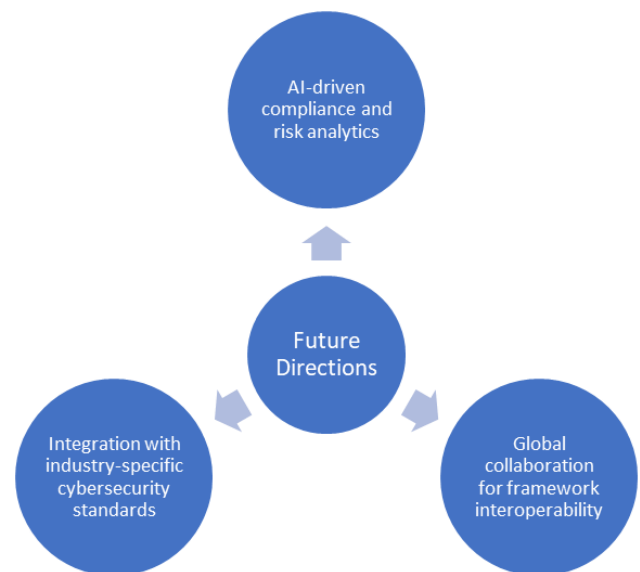 AI-driven
compliance and
risk analytics
Future
Directions
Integration with
industry-specific
cybersecurity
standards
Global
collaboration
for framework
interoperability